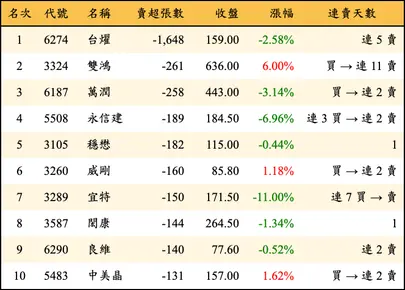 名次 代號 名稱 賣超張數 收盤 漲幅 連賣天數
1 6274 台燿 -1,648 159.00 -2.58% 連 5 賣
2 3324 雙鴻 -261 636.00 6.00% 買 → 連 11 賣
3 6187 萬潤 -258 443.00 -3.14% 買 → 連 2 賣
4 5508 永信建 -189 184.50 -6.96% 連 3 買 → 連 2 賣
5 3105 穩懋 -182 115.00 -0.44% 1
6 3260 威剛 -160 85.80 1.18% 買 → 連 2 賣
7 3289 宜特 -150 171.50 -11.00% 連 7 買 → 賣
8 3587 閎康 -144 264.50 -1.34% 1
9 6290 良維 -140 77.60 -0.52% 連 2 賣
10 5483 中美晶 -131 157.00 1.62% 買 → 連 2 賣